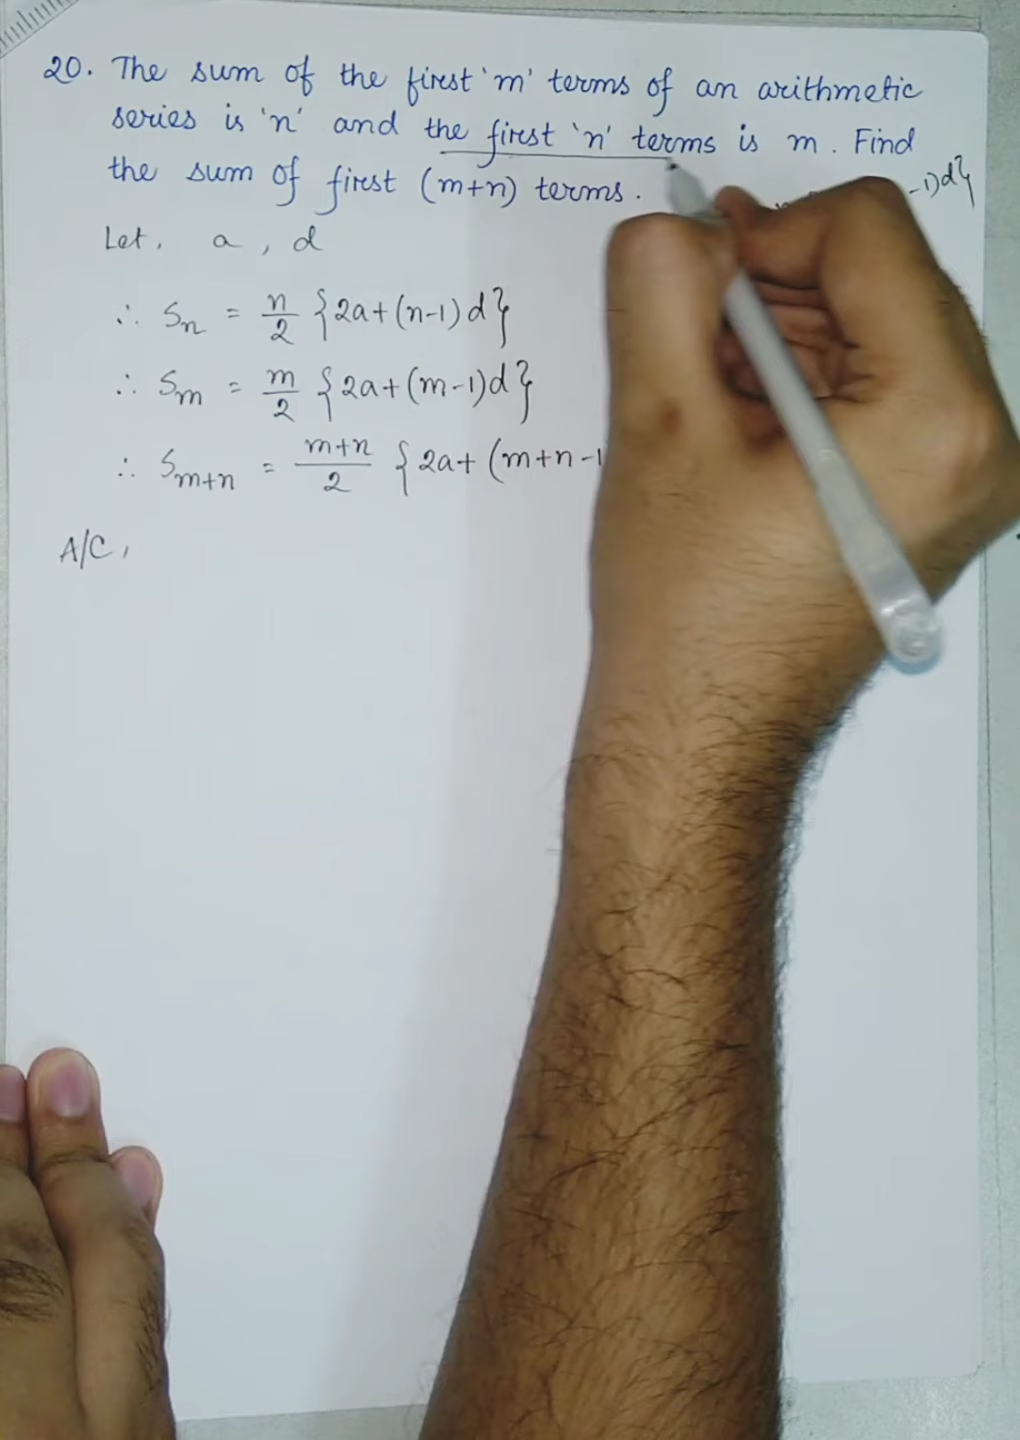 20. The sum of the first 'm' terms of an arithmetic
series is 'n' and the first 'n' terms is m. Find
the sum of first (m+n) terms.
-1)d}
Let, a, d
∴ Sn = n/2 {2a+(n-1)d}
∴ Sm = m/2 {2a+(m-1)d}
∴ Sm+n = m+n/2 {2a+(m+n-1
A/C,